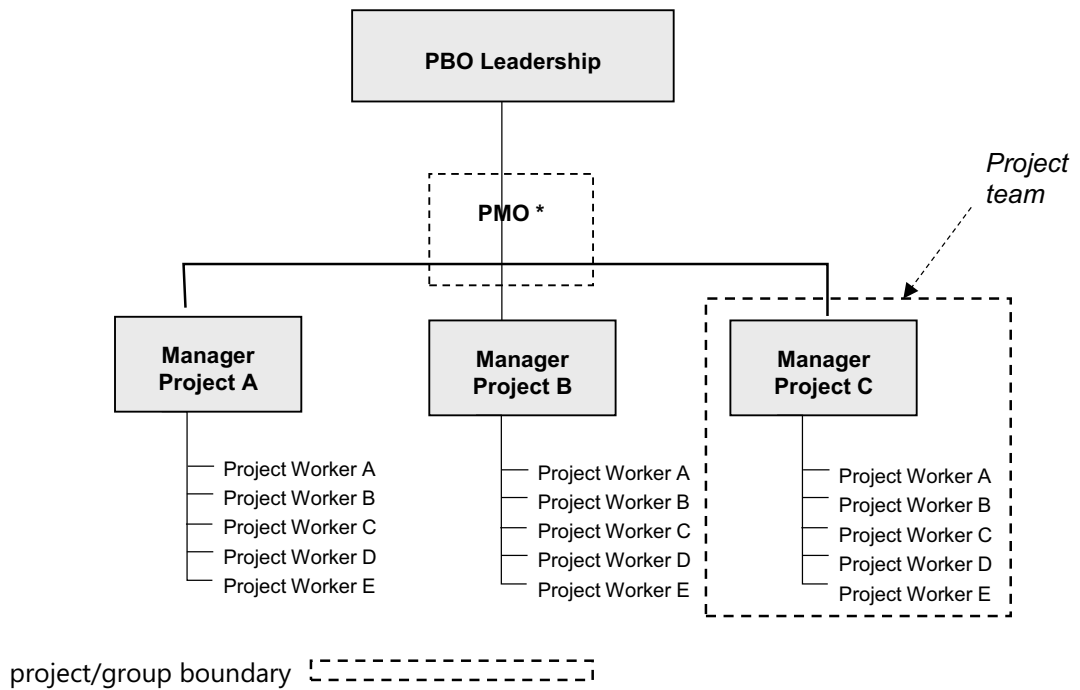 PBO Leadership
PMO *
Project
team
Manager
Project A
Manager
Project B
Manager
Project C
Project Worker A
Project Worker B
Project Worker C
Project Worker D
Project Worker E
Project Worker A
Project Worker B
Project Worker C
Project Worker D
Project Worker E
Project Worker A
Project Worker B
Project Worker C
Project Worker D
Project Worker E
project/group boundary